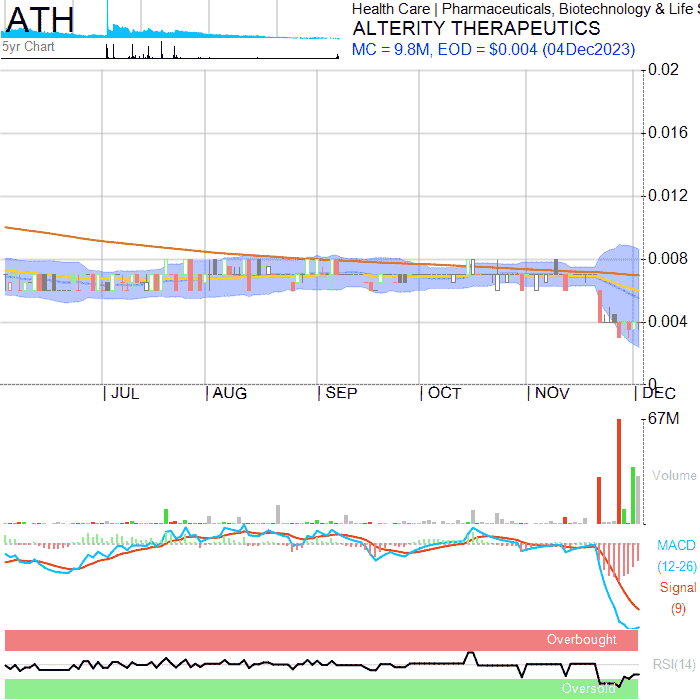 ATH
5yr Chart
Health Care | Pharmaceuticals, Biotechnology & Life S
ALTERITY THERAPEUTICS
MC = 9.8M, EOD = $0.004 (04Dec2023)
0.02
0.016
0.012
0.008
0.004
0
JUL AUG SEP OCT NOV DEC
67M
Volume
MACD
(12-26)
Signal
(9)
Overbought
RSI(14)
Oversold